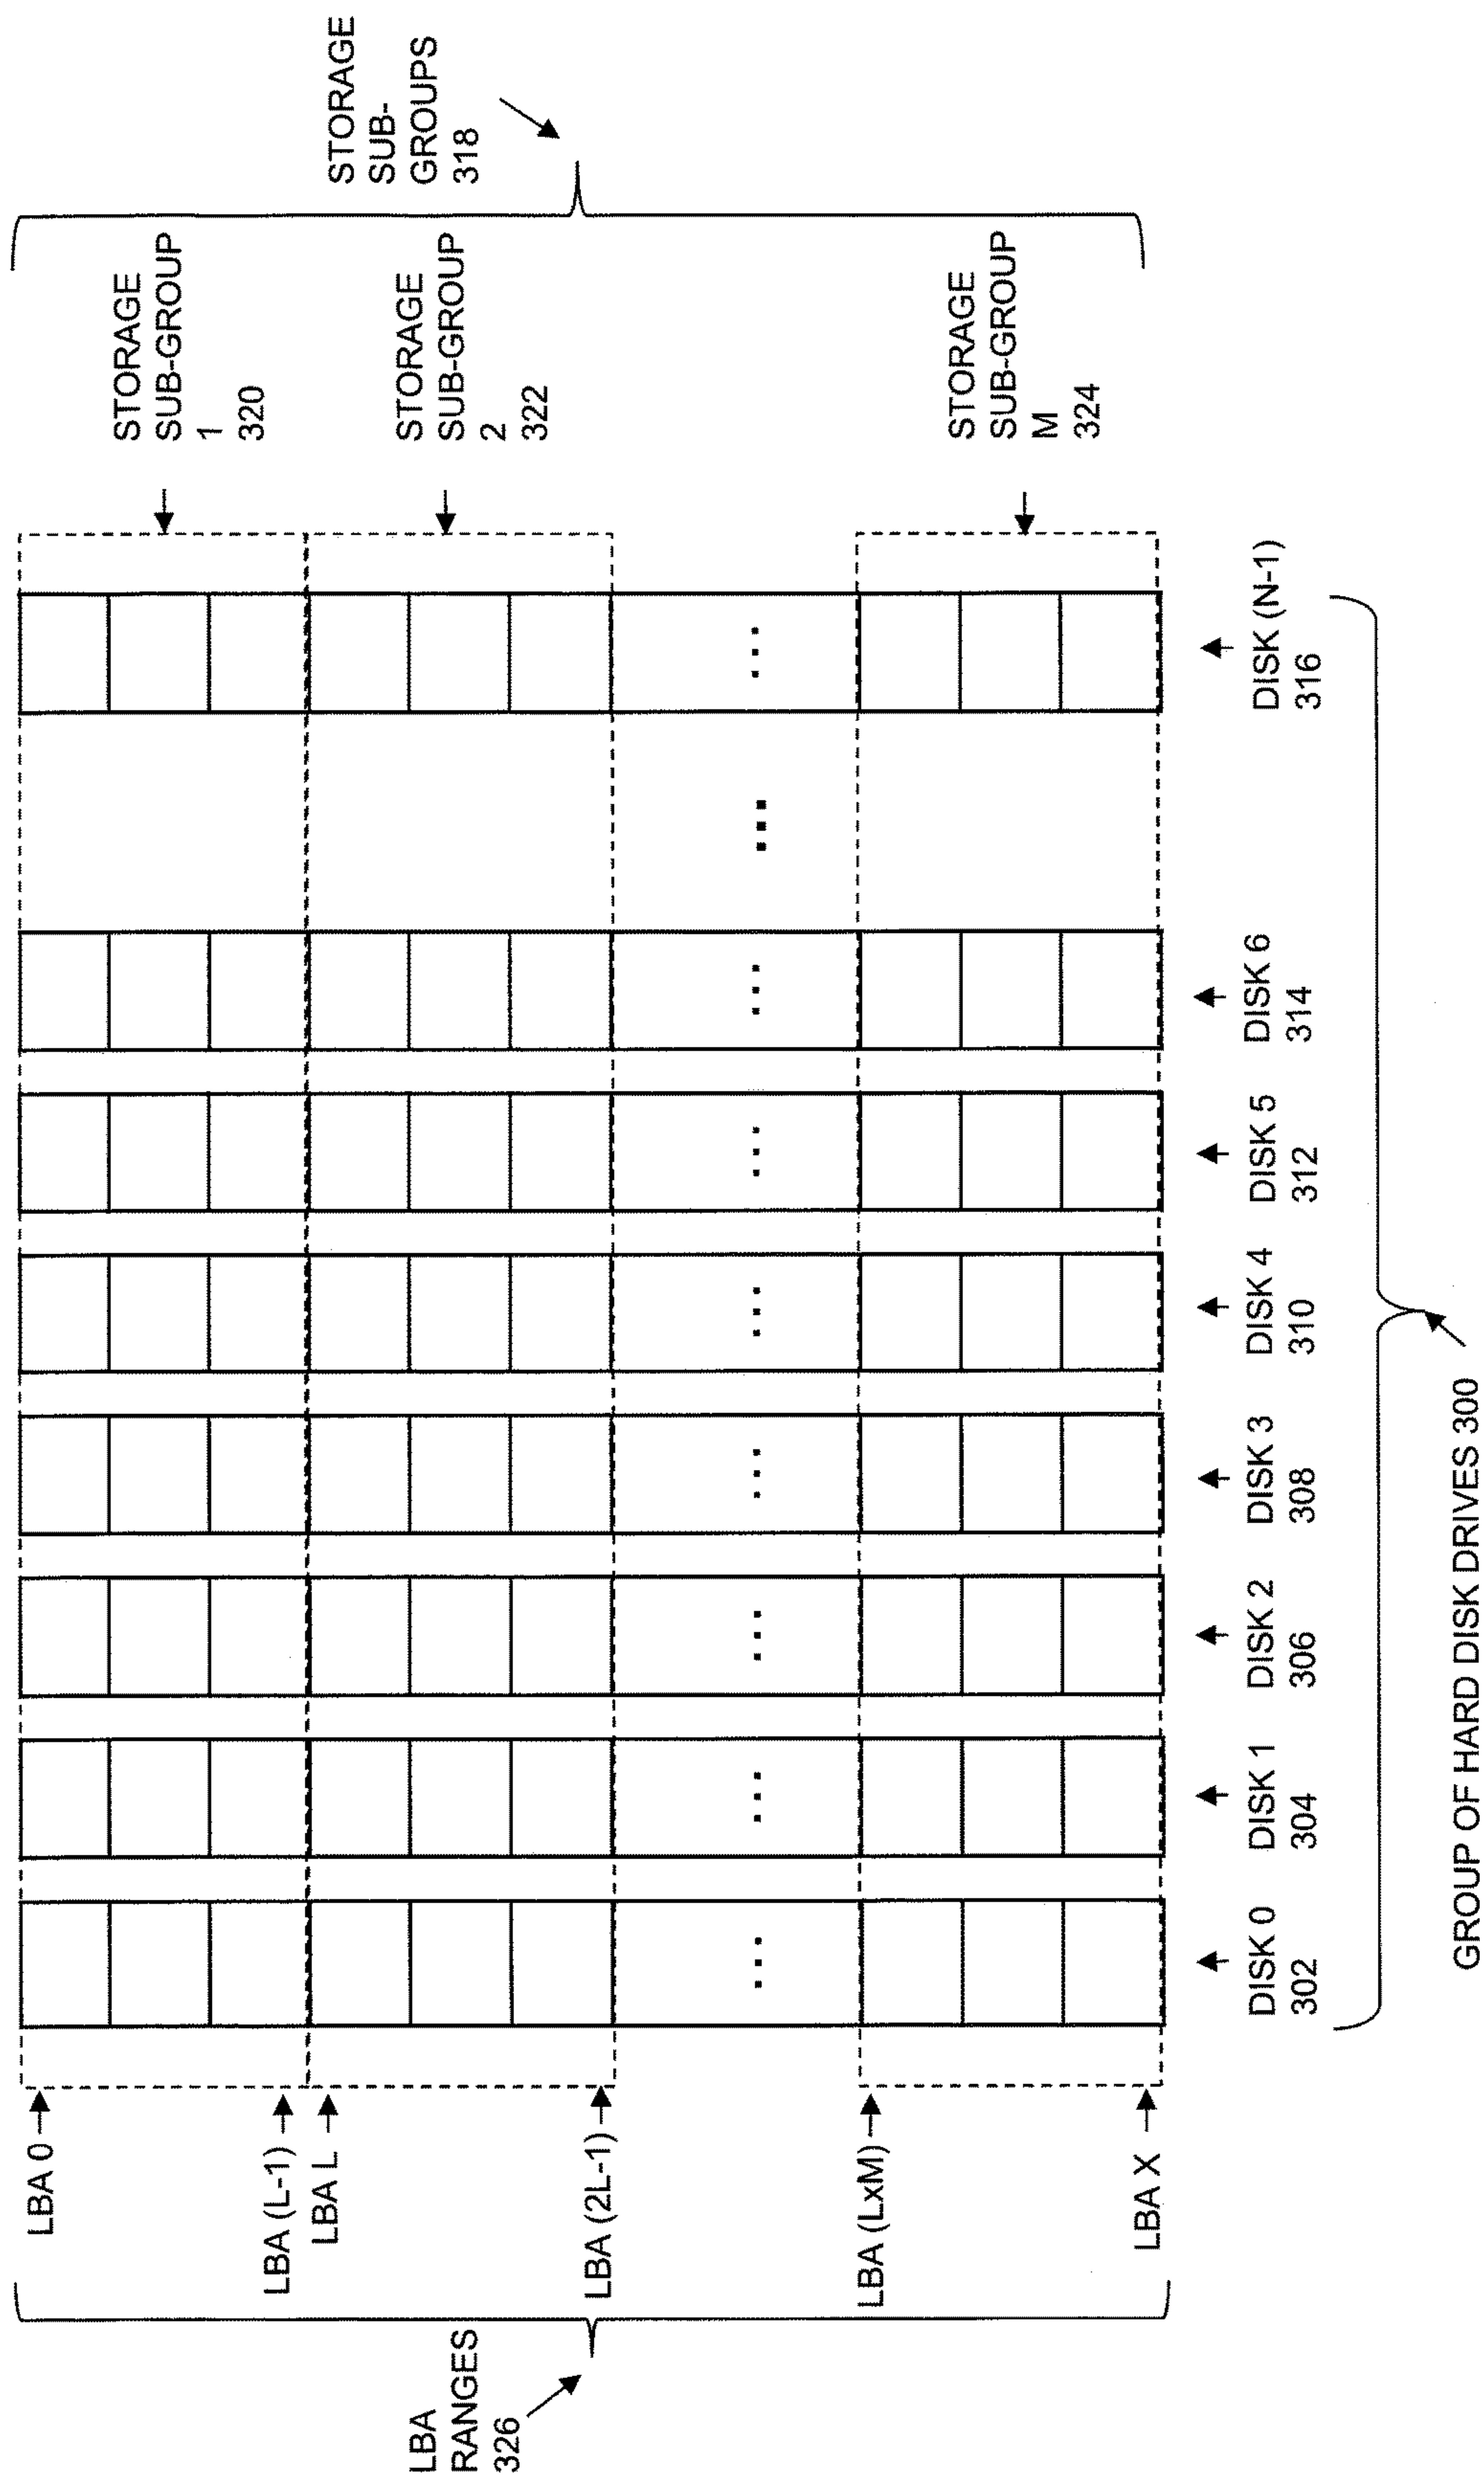 LBA 0
LBA (L-1)
LBA L
LBA (2L-1)
LBA (LxM)
LBA X
LBA
RANGES
326
STORAGE
SUB-GROUP
1
320
STORAGE
SUB-GROUP
2
322
STORAGE
SUB-GROUP
M
324
STORAGE
SUB-
GROUPS
318
...
...
...
...
...
...
...
...
...
DISK 0
302
DISK 1
304
DISK 2
306
DISK 3
308
DISK 4
310
DISK 5
312
DISK 6
314
DISK (N-1)
316
GROUP OF HARD DISK DRIVES 300